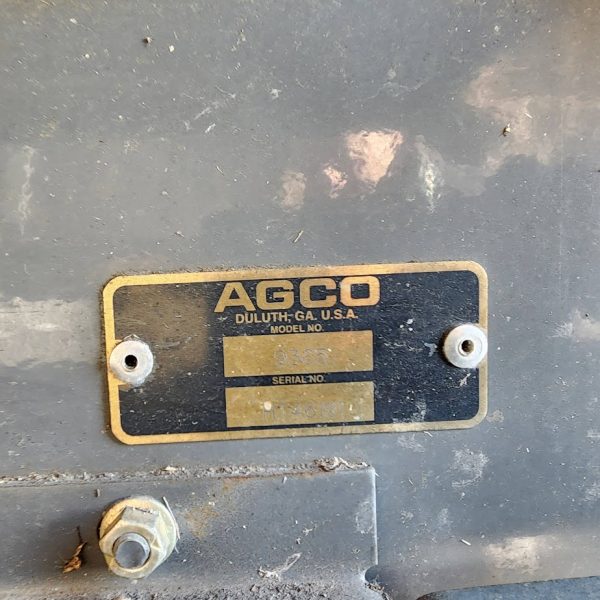 AGCO
DULUTH, GA. U.S.A.
MODEL NO.
SERIAL NO.